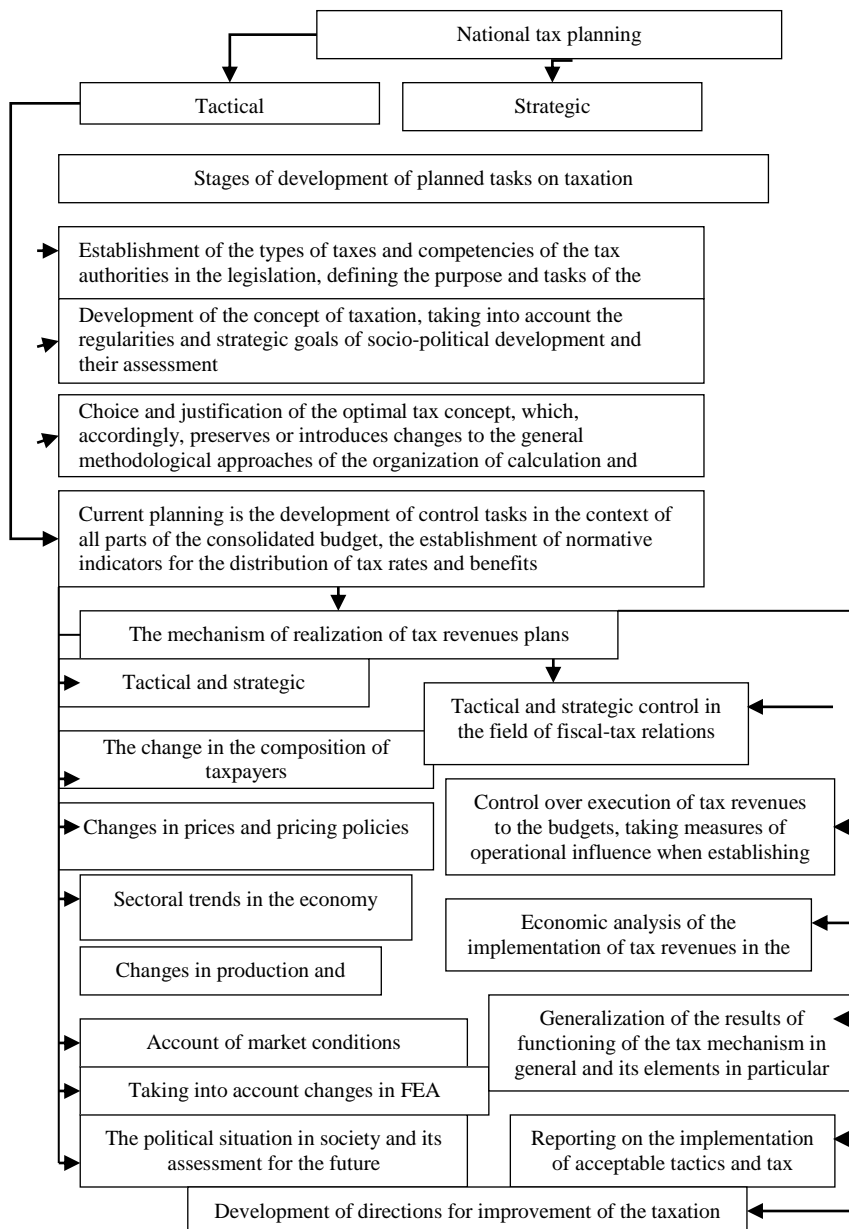 National tax planning
Tactical
Strategic
Stages of development of planned tasks on taxation
Establishment of the types of taxes and competencies of the tax
authorities in the legislation, defining the purpose and tasks of the
Development of the concept of taxation, taking into account the
regularities and strategic goals of socio-political development and
their assessment
Choice and justification of the optimal tax concept, which,
accordingly, preserves or introduces changes to the general
methodological approaches of the organization of calculation and
Current planning is the development of control tasks in the context of
all parts of the consolidated budget, the establishment of normative
indicators for the distribution of tax rates and benefits
The mechanism of realization of tax revenues plans
Tactical and strategic
The change in the composition of
taxpayers
Changes in prices and pricing policies
Sectoral trends in the economy
Changes in production and
Account of market conditions
Taking into account changes in FEA
The political situation in society and its
assessment for the future
Tactical and strategic control in
the field of fiscal-tax relations
Control over execution of tax revenues
to the budgets, taking measures of
operational influence when establishing
Economic analysis of the
implementation of tax revenues in the
Generalization of the results of
functioning of the tax mechanism in
general and its elements in particular
Reporting on the implementation
of acceptable tactics and tax
Development of directions for improvement of the taxation